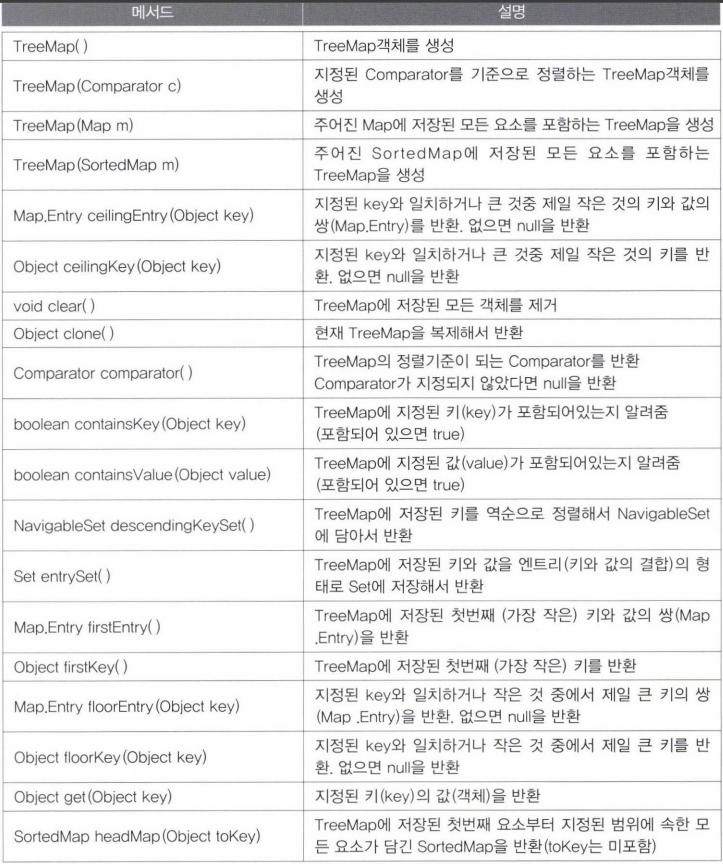 메서드 설명
TreeMap( ) TreeMap객체를 생성
TreeMap(Comparator c) 지정된 Comparator를 기준으로 정렬하는 TreeMap객체를
생성
TreeMap(Map m) 주어진 Map에 저장된 모든 요소를 포함하는 TreeMap을 생성
TreeMap(SortedMap m) 주어진 SortedMap에 저장된 모든 요소를 포함하는
TreeMap을 생성
Map.Entry ceilingEntry(Object key) 지정된 key와 일치하거나 큰 것중 제일 작은 것의 키와 값의
쌍(Map.Entry)를 반환. 없으면 null을 반환
Object ceilingKey(Object key) 지정된 key와 일치하거나 큰 것중 제일 작은 것의 키를 반
환. 없으면 null을 반환
void clear( ) TreeMap에 저장된 모든 객체를 제거
Object clone( ) 현재 TreeMap을 복제해서 반환
Comparator comparator( ) TreeMap의 정렬기준이 되는 Comparator를 반환
Comparator가 지정되지 않았다면 null을 반환
boolean containsKey(Object key) TreeMap에 지정된 키(key)가 포함되어있는지 알려줌
(포함되어 있으면 true)
boolean containsValue(Object value) TreeMap에 지정된 값(value)가 포함되어있는지 알려줌
(포함되어 있으면 true)
NavigableSet descendingKeySet( ) TreeMap에 저장된 키를 역순으로 정렬해서 NavigableSet
에 담아서 반환
Set entrySet( ) TreeMap에 저장된 키와 값을 엔트리(키와 값의 결합)의 형
태로 Set에 저장해서 반환
Map.Entry firstEntry( ) TreeMap에 저장된 첫번째 (가장 작은) 키와 값의 쌍(Map
.Entry)을 반환
Object firstKey( ) TreeMap에 저장된 첫번째 (가장 작은) 키를 반환
Map.Entry floorEntry(Object key) 지정된 key와 일치하거나 작은 것 중에서 제일 큰 키의 쌍
(Map .Entry)을 반환. 없으면 null을 반환
Object floorKey(Object key) 지정된 key와 일치하거나 작은 것 중에서 제일 큰 키를 반
환. 없으면 null을 반환
Object get(Object key) 지정된 키(key)의 값(객체)을 반환
SortedMap headMap(Object toKey) TreeMap에 저장된 첫번째 요소부터 지정된 범위에 속한 모
든 요소가 담긴 SortedMap을 반환(toKey는 미포함)